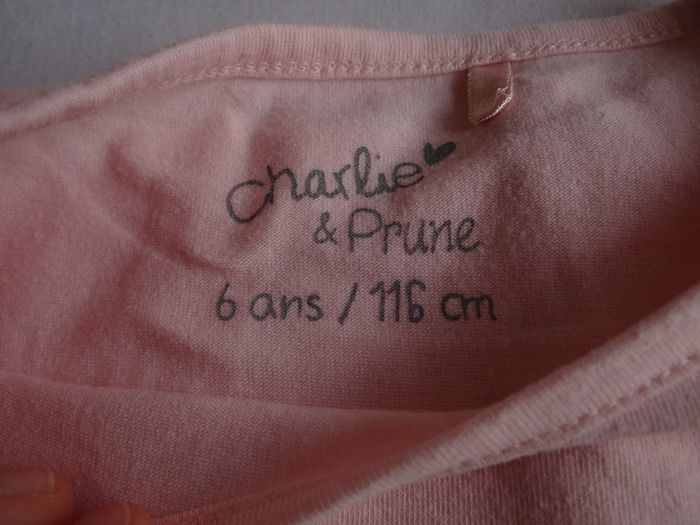 charlie
& Prune
6 ans / 116 cm